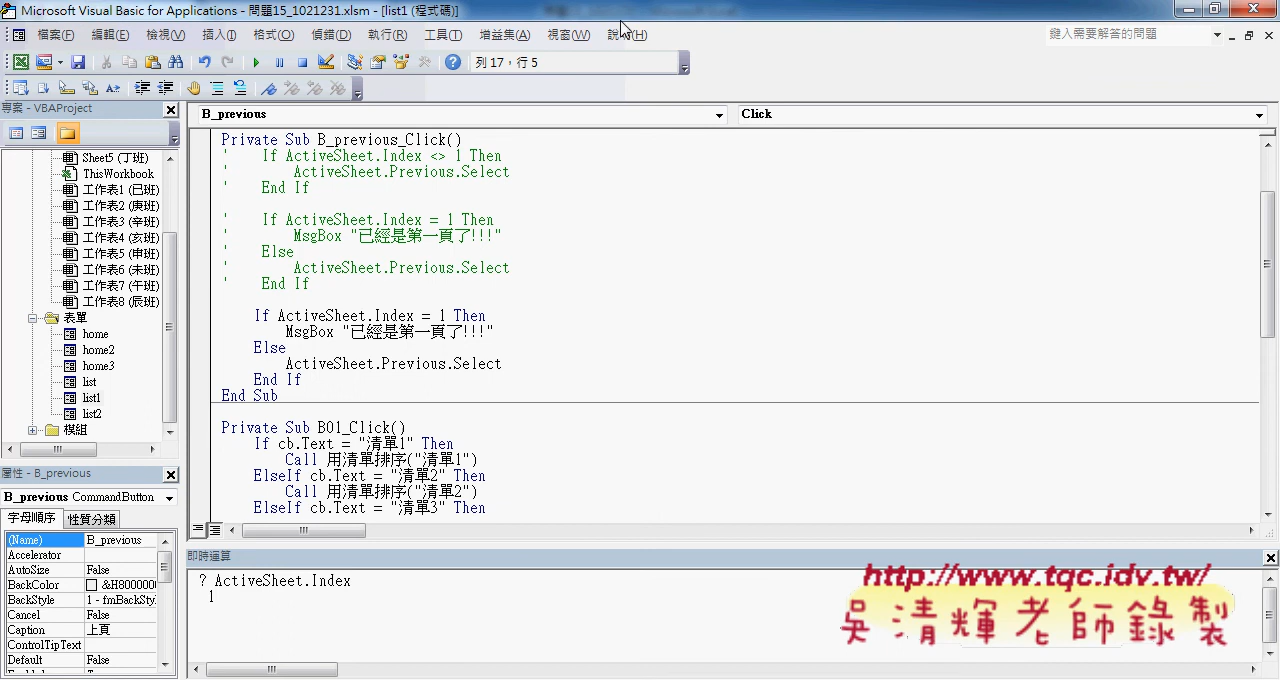 Microsoft Visual Basic for Applications - 問題15_1021231.xlsm - [list1 (程式碼)]
檔案(F) 編輯(E) 檢視(V) 插入(I) 格式(O) 偵錯(D) 執行(R) 工具(T) 增益集(A) 視窗(W) 說明(H) 鍵入需要解答的問題
列 17，行 5
專案 - VBAProject
B_previous Click
Sheet5 (丁班)
ThisWorkbook
工作表1 (已班)
工作表2 (庚班)
工作表3 (辛班)
工作表4 (亥班)
工作表5 (申班)
工作表6 (未班)
工作表7 (午班)
工作表8 (辰班)
表單
home
home2
home3
list
list1
list2
模組
Private Sub B_previous_Click()
'    If ActiveSheet.Index <> 1 Then
'        ActiveSheet.Previous.Select
'    End If
'    If ActiveSheet.Index = 1 Then
'        MsgBox "已經是第一頁了!!!"
'    Else
'        ActiveSheet.Previous.Select
'    End If
If ActiveSheet.Index = 1 Then
MsgBox "已經是第一頁了!!!"
Else
ActiveSheet.Previous.Select
End If
End Sub
Private Sub B01_Click()
If cb.Text = "清單1" Then
Call 用清單排序("清單1")
ElseIf cb.Text = "清單2" Then
Call 用清單排序("清單2")
ElseIf cb.Text = "清單3" Then
屬性 - B_previous
B_previous CommandButton
字母順序 性質分類
(Name) B_previous
Accelerator
AutoSize False
BackColor &H800000
BackStyle 1 - fmBackSty
Cancel False
Caption 上頁
ControlTipText
Default False
即時運算
? ActiveSheet.Index
1
http://www.tqc.idv.tw/
吳清輝老師錄製